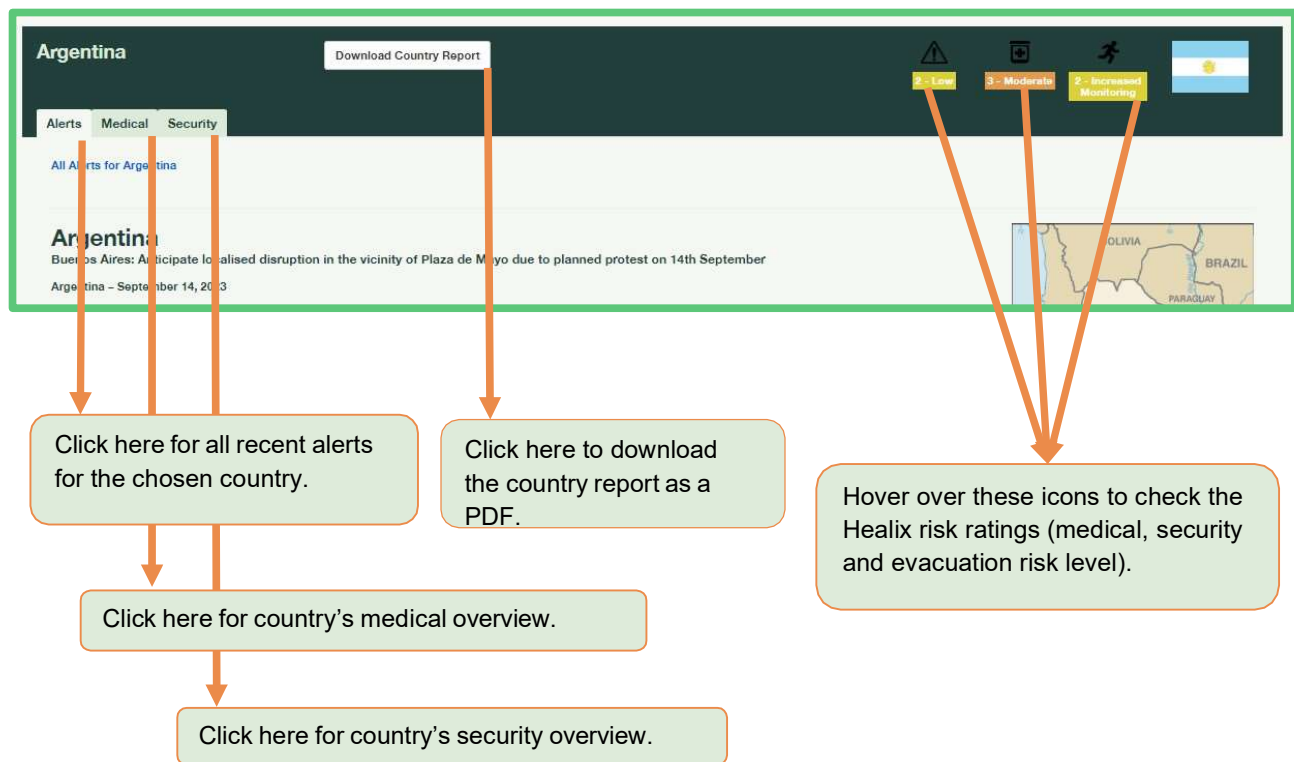 Argentina
Download Country Report
2 - Low
3 - Moderate
2 - Increased
Monitoring
Alerts Medical Security
All Alerts for Argentina
Argentina
Buenos Aires: Anticipate localised disruption in the vicinity of Plaza de Mayo due to planned protest on 14th September
Argentina – September 14, 2023
BOLIVIA
BRAZIL
PARAGUAY
Click here for all recent alerts
for the chosen country.
Click here to download
the country report as a
PDF.
Hover over these icons to check the
Healix risk ratings (medical, security
and evacuation risk level).
Click here for country’s medical overview.
Click here for country’s security overview.